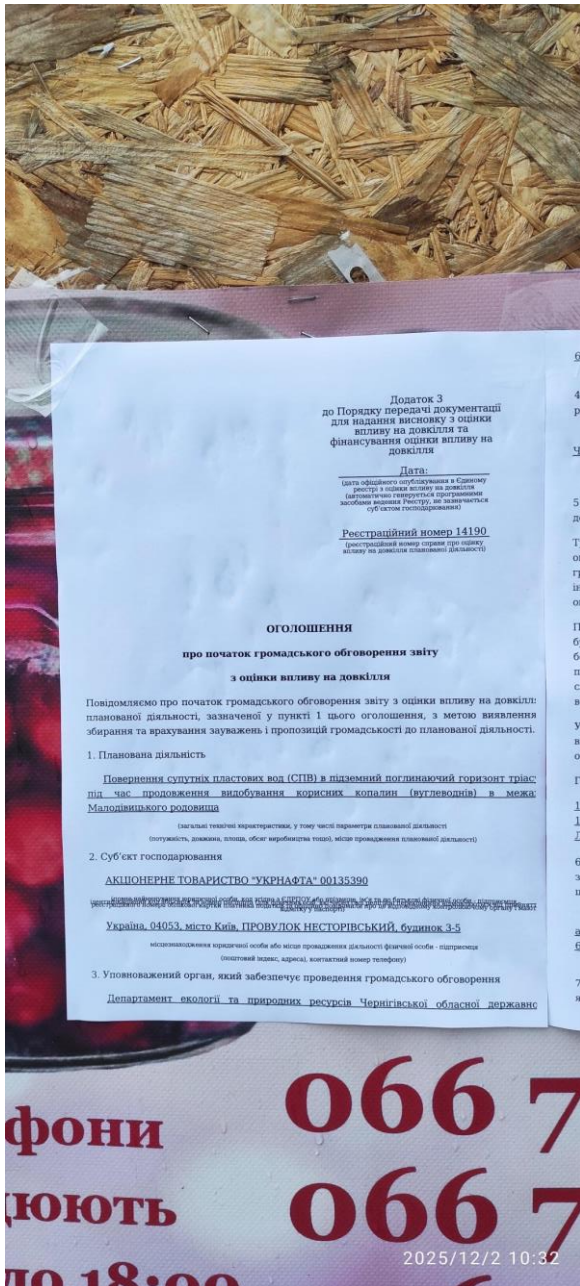 Додаток 3
до Порядку передачі документації
для надання висновку з оцінки
впливу на довкілля та
фінансування оцінки впливу на
довкілля
Дата:
(дата офіційного опублікування в Єдиному
реєстрі з оцінки впливу на довкілля
(автоматично генерується програмними
засобами ведення Реєстру, не зазначається
суб'єктом господарювання)
Реєстраційний номер 14190
(реєстраційний номер справи про оцінку
впливу на довкілля планованої діяльності)
ОГОЛОШЕННЯ
про початок громадського обговорення звіту
з оцінки впливу на довкілля
Повідомляємо про початок громадського обговорення звіту з оцінки впливу на довкілл
планованої діяльності, зазначеної у пункті 1 цього оголошення, з метою виявлення
збирання та врахування зауважень і пропозицій громадськості до планованої діяльності.
1. Планована діяльність
Повернення супутніх пластових вод (СПВ) в підземний поглинаючий горизонт тріас
під час продовження видобування корисних копалин (вуглеводнів) в межа
Малодівицького родовища
(загальні технічні характеристики, у тому числі параметри планованої діяльності
(потужність, довжина, площа, обсяг виробництва тощо), місце провадження планованої діяльності)
2. Суб'єкт господарювання
АКЦІОНЕРНЕ ТОВАРИСТВО "УКРНАФТА" 00135390
Україна, 04053, місто Київ, ПРОВУЛОК НЕСТОРІВСЬКИЙ, будинок 3-5
місцезнаходження юридичної особи або місце провадження діяльності фізичної особи - підприємця
(поштовий індекс, адреса), контактний номер телефону)
3. Уповноважений орган, який забезпечує проведення громадського обговорення
Департамент екології та природних ресурсів Чернігівської обласної державно
фони 066 7
юють 066 7
до 18:00
2025/12/2 10:32